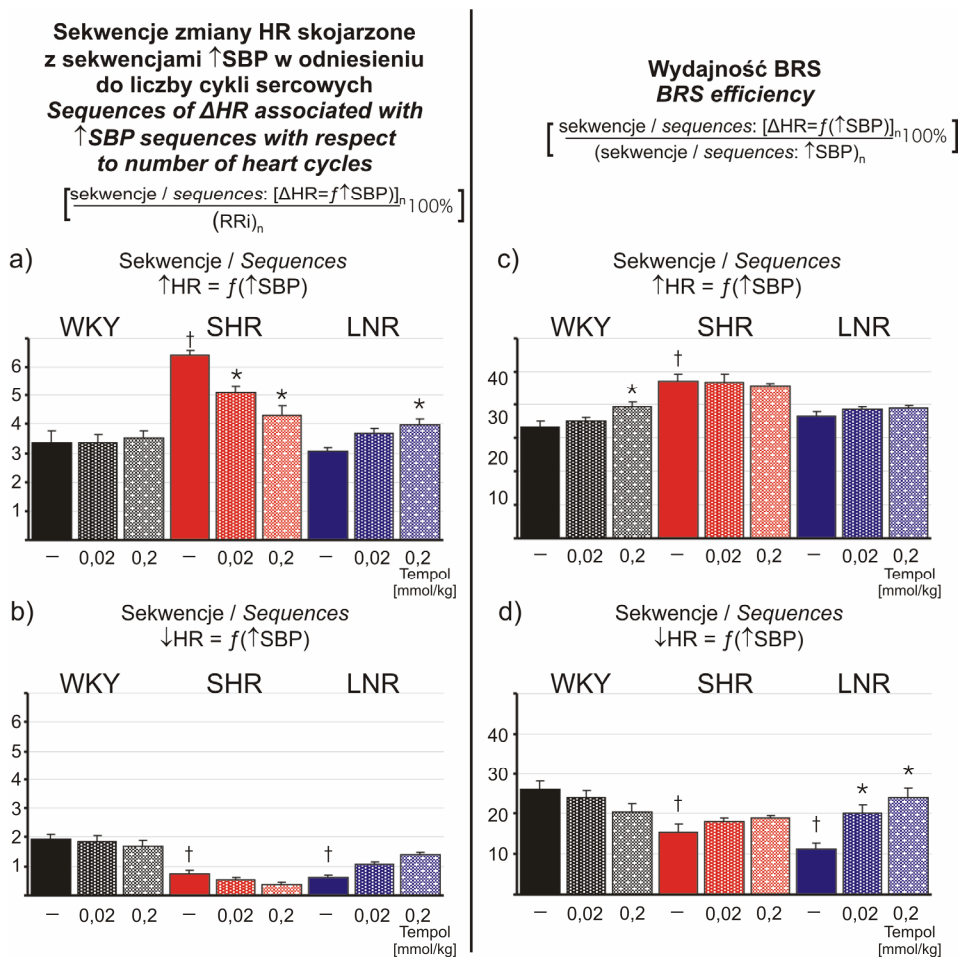 Sekwencje zmiany HR skojarzone
z sekwencjami ↑SBP w odniesieniu
do liczby cykli sercowych
Sequences of ΔHR associated with
↑SBP sequences with respect
to number of heart cycles
[ sekwencje / sequences: [ΔHR=f↑SBP)]n 100% ]
(RRi)n
Wydajność BRS
BRS efficiency
[ sekwencje / sequences: [ΔHR=f(↑SBP)]n 100% ]
(sekwencje / sequences: ↑SBP)n
a)
Sekwencje / Sequences
↑HR = f(↑SBP)
WKY SHR LNR
6
5
4
3
2
1
† * * *
– 0,02 0,2 – 0,02 0,2 – 0,02 0,2
Tempol
[mmol/kg]
b)
Sekwencje / Sequences
↓HR = f(↑SBP)
WKY SHR LNR
6
5
4
3
2
1
† †
– 0,02 0,2 – 0,02 0,2 – 0,02 0,2
Tempol
[mmol/kg]
c)
Sekwencje / Sequences
↑HR = f(↑SBP)
WKY SHR LNR
40
30
20
10
* †
– 0,02 0,2 – 0,02 0,2 – 0,02 0,2
Tempol
[mmol/kg]
d)
Sekwencje / Sequences
↓HR = f(↑SBP)
WKY SHR LNR
40
30
20
10
† † * *
– 0,02 0,2 – 0,02 0,2 – 0,02 0,2
Tempol
[mmol/kg]